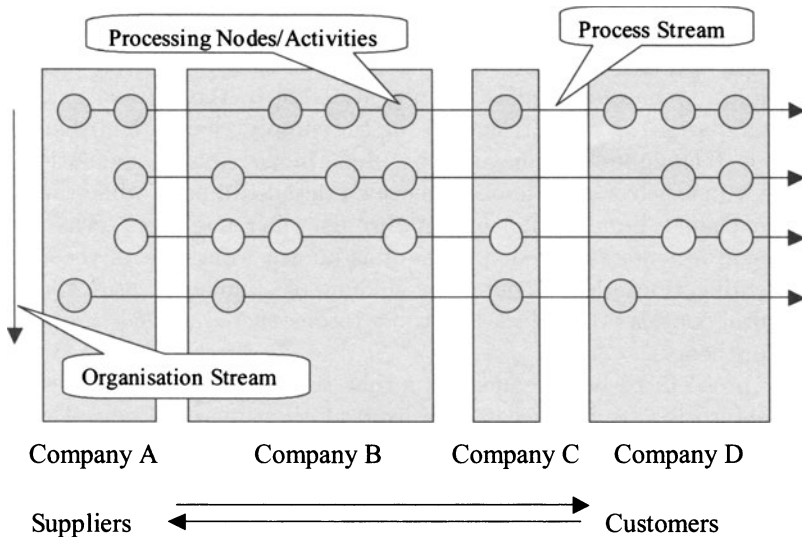 Processing Nodes/Activities
Process Stream
Organisation Stream
Company A
Company B
Company C
Company D
Suppliers
Customers